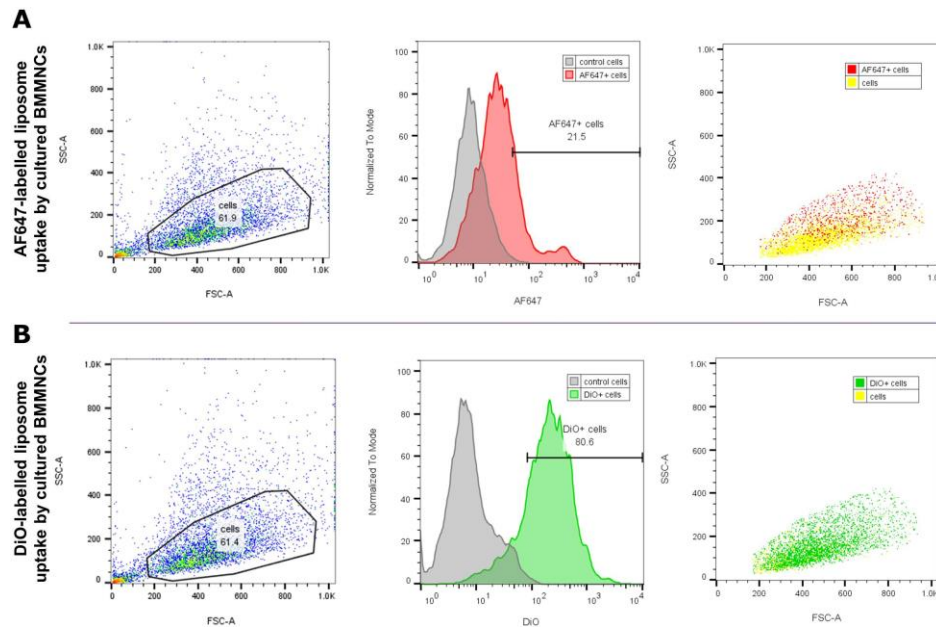 A
AF647-labelled liposome
uptake by cultured BMMNCs
1.0K
800
600
400
200
0
SSC-A
cells
61.9
0 200 400 600 800 1.0K
FSC-A
100
80
60
40
20
0
Normalized To Mode
control cells
AF647+ cells
AF647+ cells
21.5
10^0 10^1 10^2 10^3 10^4
AF647
1.0K
800
600
400
200
0
SSC-A
AF647+ cells
cells
0 200 400 600 800 1.0K
FSC-A
B
DiO-labelled liposome
uptake by cultured BMMNCs
1.0K
800
600
400
200
0
SSC-A
cells
61.4
0 200 400 600 800 1.0K
FSC-A
100
80
60
40
20
0
Normalized To Mode
control cells
DiO+ cells
DiO+ cells
80.6
10^0 10^1 10^2 10^3 10^4
DiO
1.0K
800
600
400
200
0
SSC-A
DiO+ cells
cells
0 200 400 600 800 1.0K
FSC-A